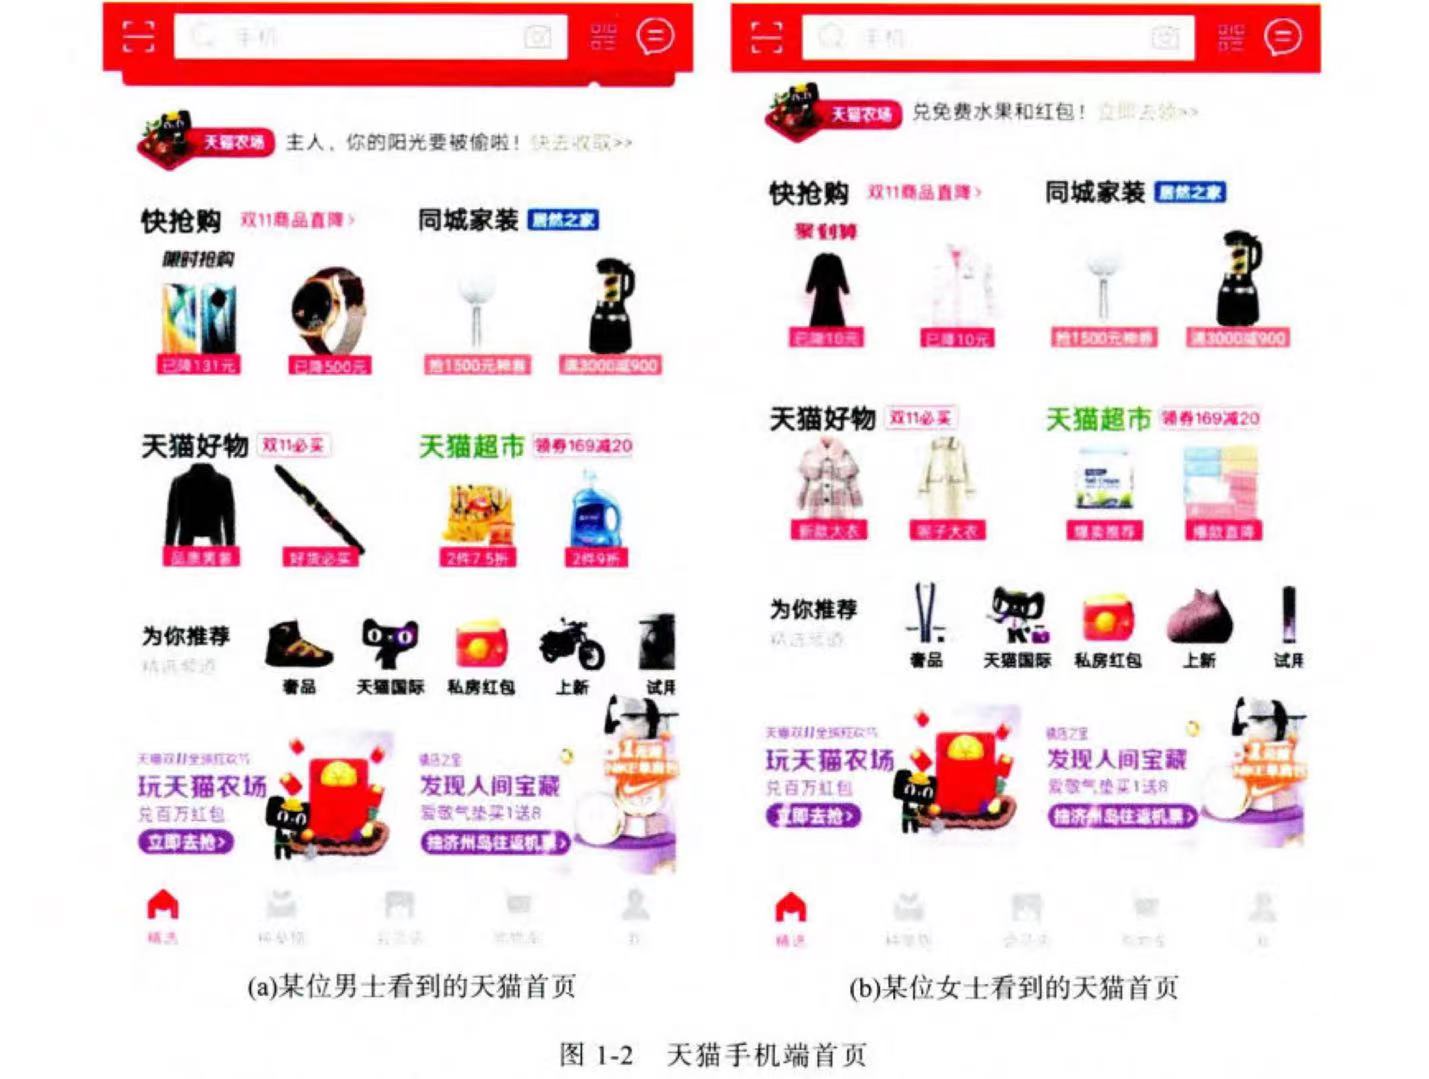 手机
天猫农场 主人，你的阳光要被偷啦！快去收取>>
快抢购 双11商品直降>
同城家装 居然之家
限时抢购
已降131元
已降500元
抢1500元神券
满3000减900
天猫好物 双11必买
天猫超市 领券169减20
品质男装
好货必买
2件7.5折
2件9折
为你推荐
精选频道
奢品
天猫国际
私房红包
上新
试用
天猫双11全球狂欢节
玩天猫农场
兑百万红包
立即去抢>
镇店之宝
发现人间宝藏
爱敬气垫买1送8
抽济州岛往返机票>
精选
(a)某位男士看到的天猫首页
手机
天猫农场 兑免费水果和红包！立即去领>>
快抢购 双11商品直降>
同城家装 居然之家
聚划算
已降10元
已降10元
抢1500元神券
满3000减900
天猫好物 双11必买
天猫超市 领券169减20
新款大衣
呢子大衣
爆卖推荐
爆款直降
为你推荐
精选频道
奢品
天猫国际
私房红包
上新
试用
天猫双11全球狂欢节
玩天猫农场
兑百万红包
立即去抢>
镇店之宝
发现人间宝藏
爱敬气垫买1送8
抽济州岛往返机票>
精选
(b)某位女士看到的天猫首页
图 1-2 天猫手机端首页